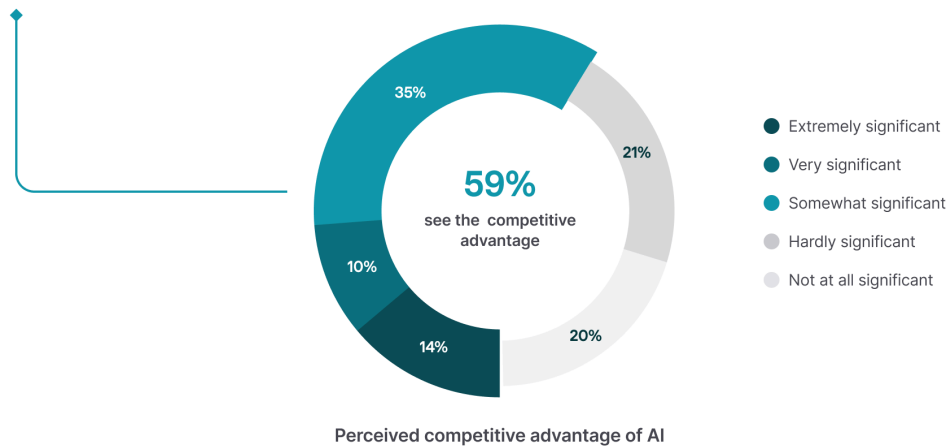 35%
21%
59%
see the competitive
advantage
10%
14%
20%
Extremely significant
Very significant
Somewhat significant
Hardly significant
Not at all significant
Perceived competitive advantage of AI